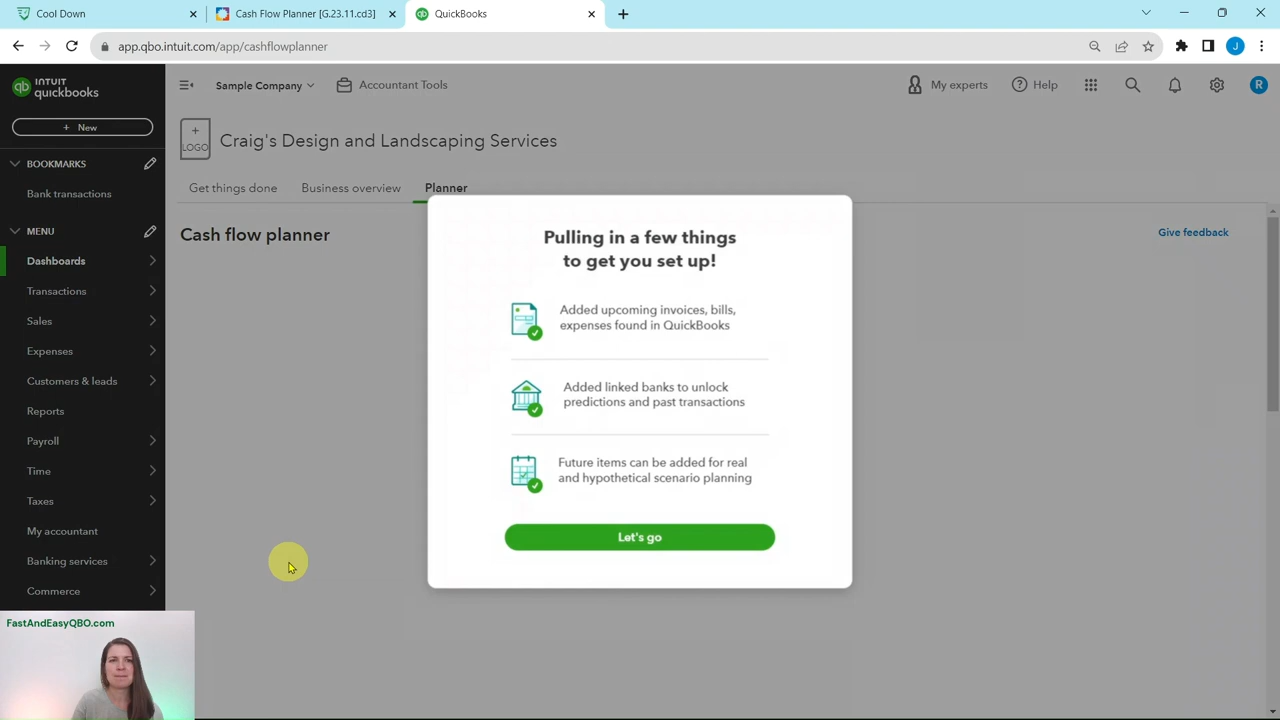 Cool Down
Cash Flow Planner [G.23.11.cd3]
QuickBooks
app.qbo.intuit.com/app/cashflowplanner
J
INTUIT
quickbooks
Sample Company
Accountant Tools
My experts
Help
R
+ New
+
LOGO
Craig's Design and Landscaping Services
BOOKMARKS
Bank transactions
Get things done
Business overview
Planner
MENU
Dashboards
Transactions
Sales
Expenses
Customers & leads
Reports
Payroll
Time
Taxes
My accountant
Banking services
Commerce
Cash flow planner
Give feedback
Pulling in a few things
to get you set up!
Added upcoming invoices, bills,
expenses found in QuickBooks
Added linked banks to unlock
predictions and past transactions
Future items can be added for real
and hypothetical scenario planning
Let's go
FastAndEasyQBO.com